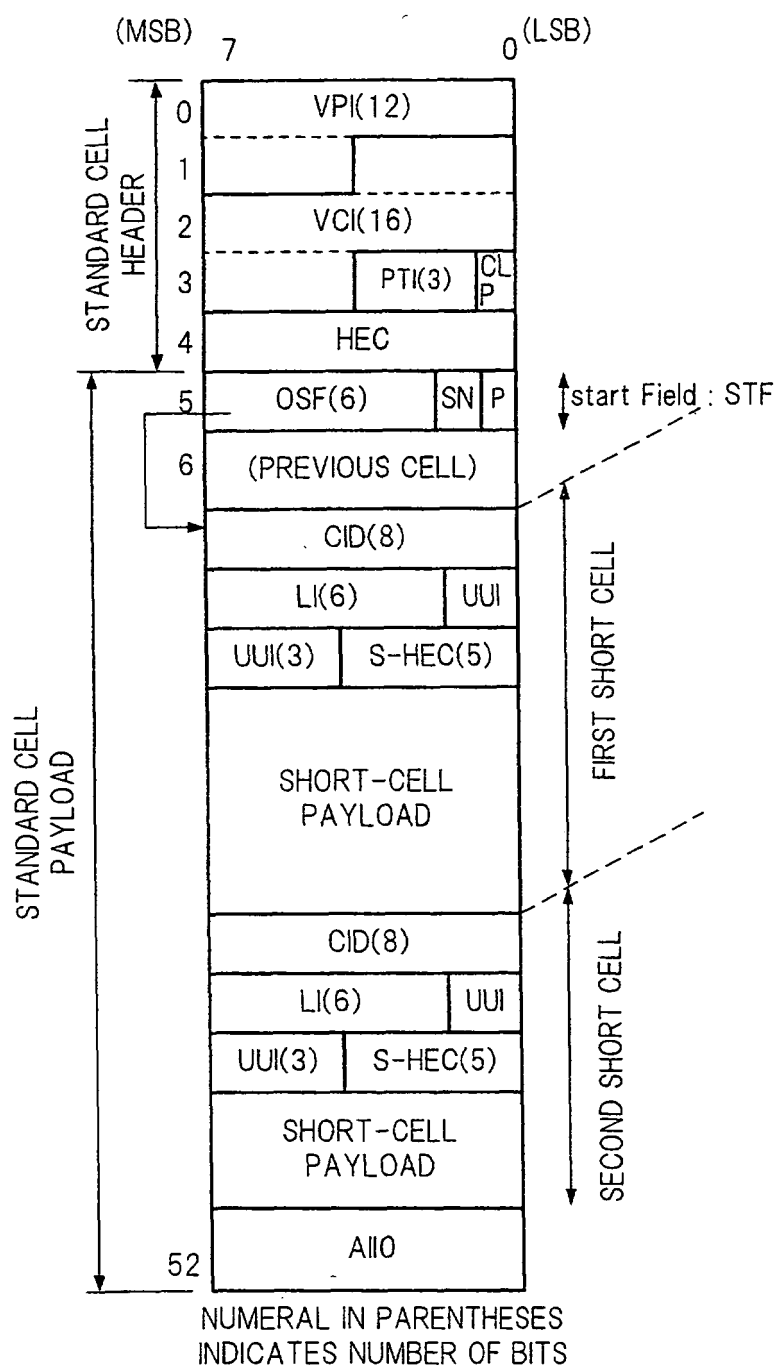 (MSB) 7 0 (LSB)
STANDARD CELL
HEADER
0 VPI(12)
1
2 VCI(16)
3 PTI(3) CL
P
4 HEC
5 OSF(6) SN P start Field : STF
6 (PREVIOUS CELL)
CID(8)
LI(6) UUI
UUI(3) S-HEC(5)
SHORT-CELL
PAYLOAD
FIRST SHORT CELL
STANDARD CELL
PAYLOAD
CID(8)
LI(6) UUI
UUI(3) S-HEC(5)
SHORT-CELL
PAYLOAD
SECOND SHORT CELL
52 All0
NUMERAL IN PARENTHESES
INDICATES NUMBER OF BITS